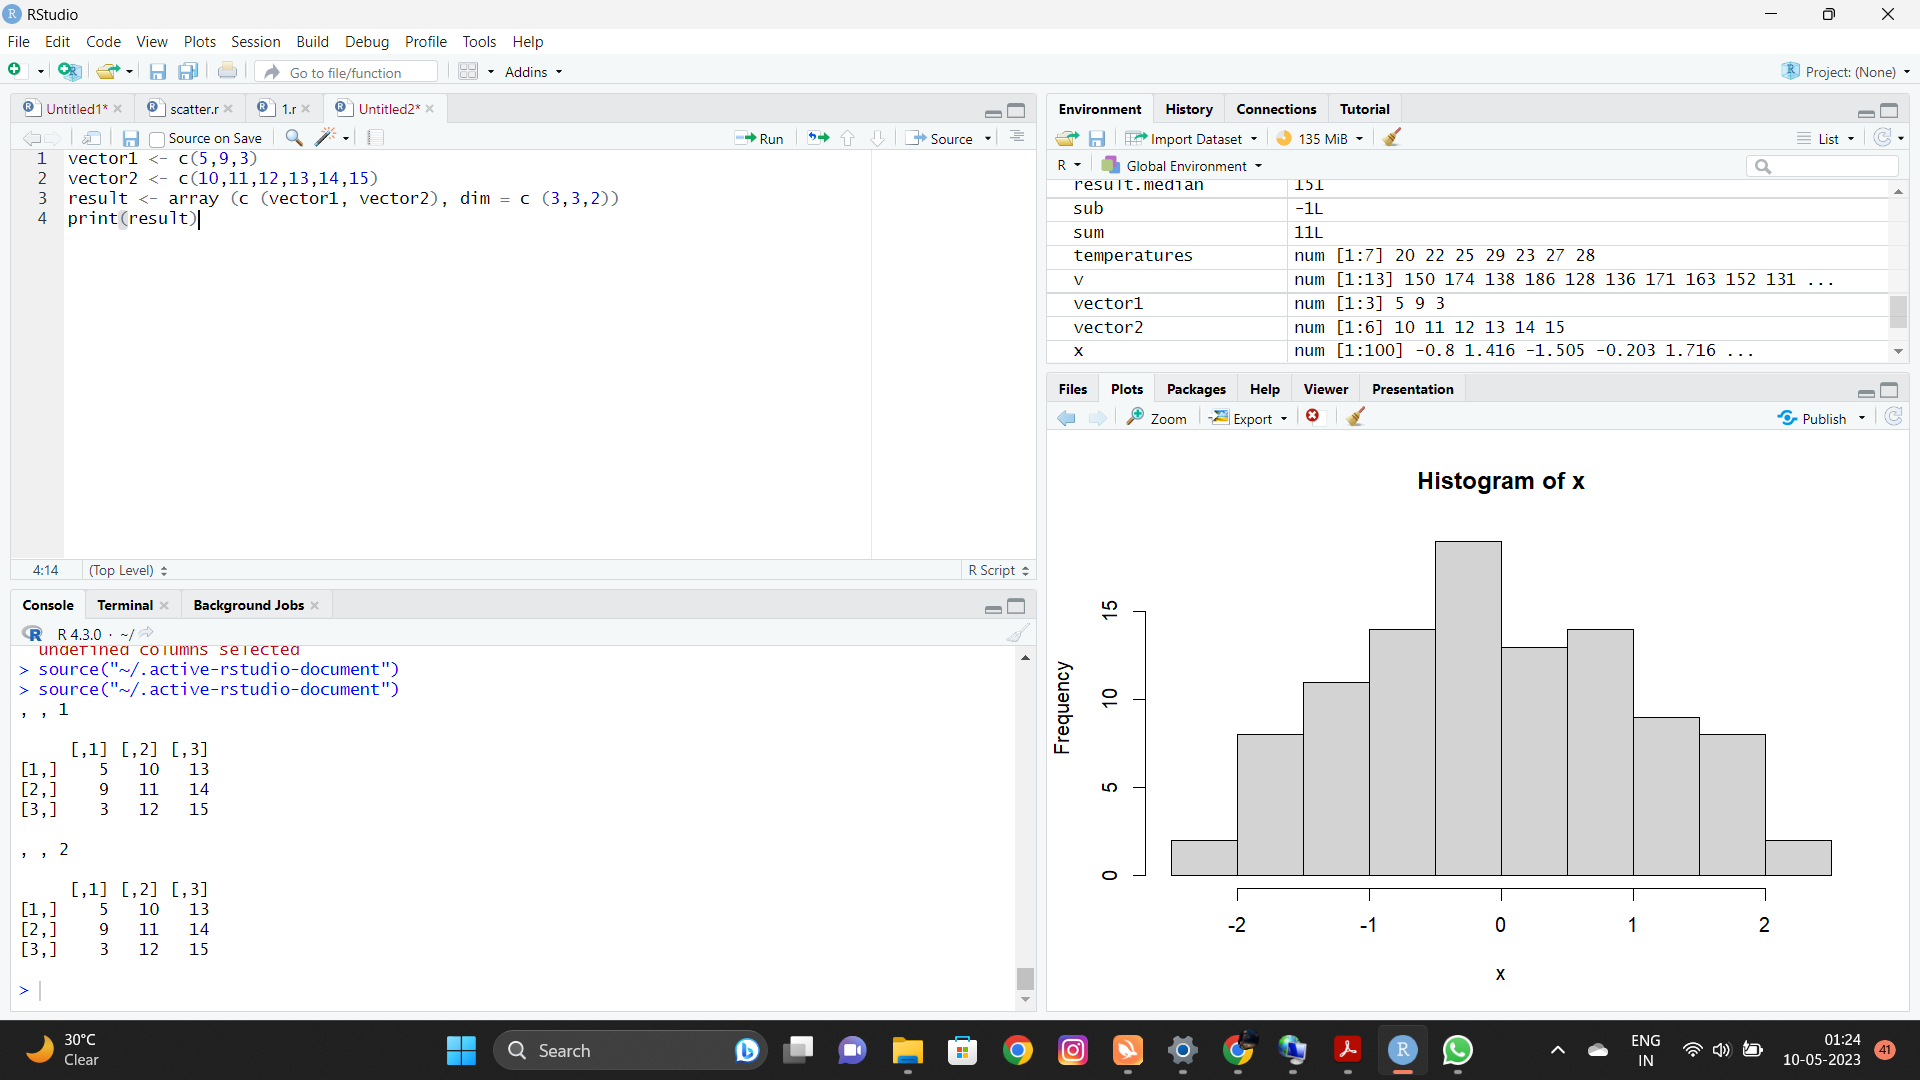 RStudio
File Edit Code View Plots Session Build Debug Profile Tools Help
Go to file/function Addins Project: (None)
Untitled1* scatter.r 1.r Untitled2*
Source on Save Run Source
1 vector1 <- c(5,9,3)
2 vector2 <- c(10,11,12,13,14,15)
3 result <- array (c (vector1, vector2), dim = c (3,3,2))
4 print(result)
4:14 (Top Level) R Script
Console Terminal Background Jobs
R 4.3.0 · ~/
undefined columns selected
> source("~/.active-rstudio-document")
> source("~/.active-rstudio-document")
, , 1
[,1] [,2] [,3]
[1,] 5 10 13
[2,] 9 11 14
[3,] 3 12 15
, , 2
[,1] [,2] [,3]
[1,] 5 10 13
[2,] 9 11 14
[3,] 3 12 15
>
Environment History Connections Tutorial
Import Dataset 135 MiB List
R Global Environment
result.median 151
sub -1L
sum 11L
temperatures num [1:7] 20 22 25 29 23 27 28
v num [1:13] 150 174 138 186 128 136 171 163 152 131 ...
vector1 num [1:3] 5 9 3
vector2 num [1:6] 10 11 12 13 14 15
x num [1:100] -0.8 1.416 -1.505 -0.203 1.716 ...
Files Plots Packages Help Viewer Presentation
Zoom Export Publish
Histogram of x
Frequency
15
10
5
0
-2 -1 0 1 2
x
30°C
Clear
Search
ENG
IN
01:24
10-05-2023
41